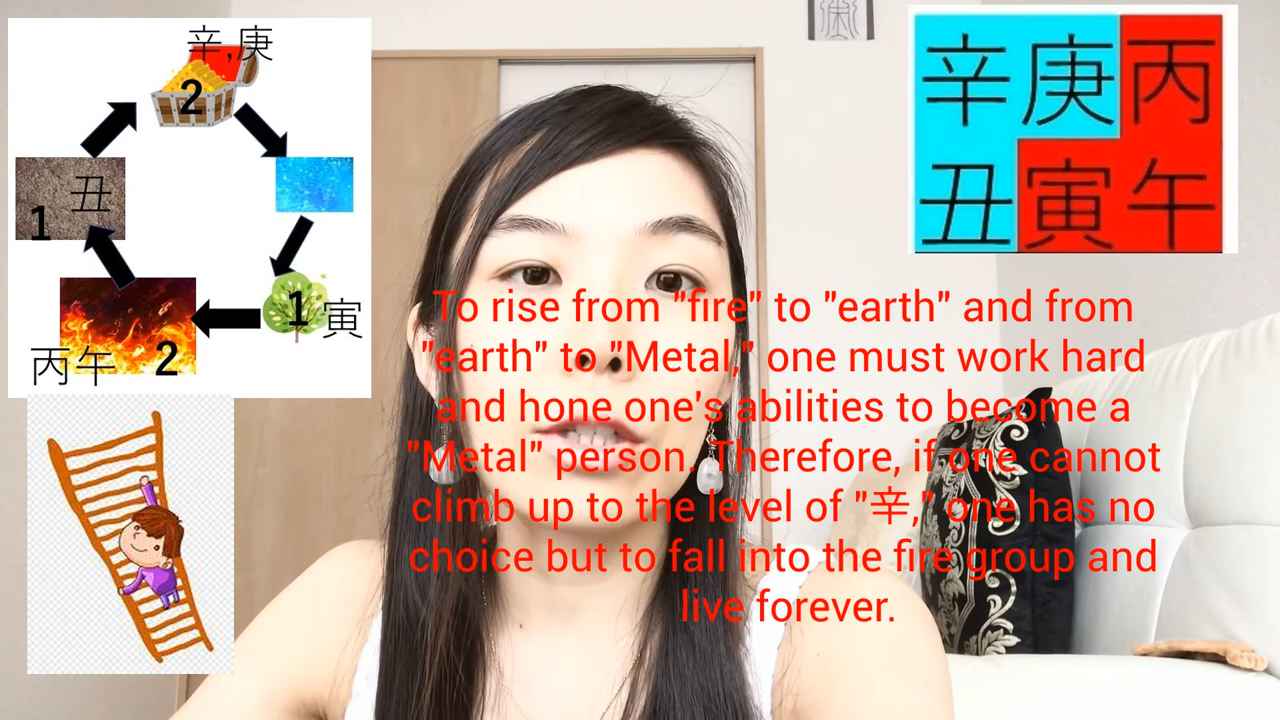 辛,庚
2
丑
1
1 寅
丙午 2
辛庚丙
丑寅午
To rise from "fire" to "earth" and from
"earth" to "Metal," one must work hard
and hone one's abilities to become a
"Metal" person. Therefore, if one cannot
climb up to the level of "辛," one has no
choice but to fall into the fire group and
live forever.